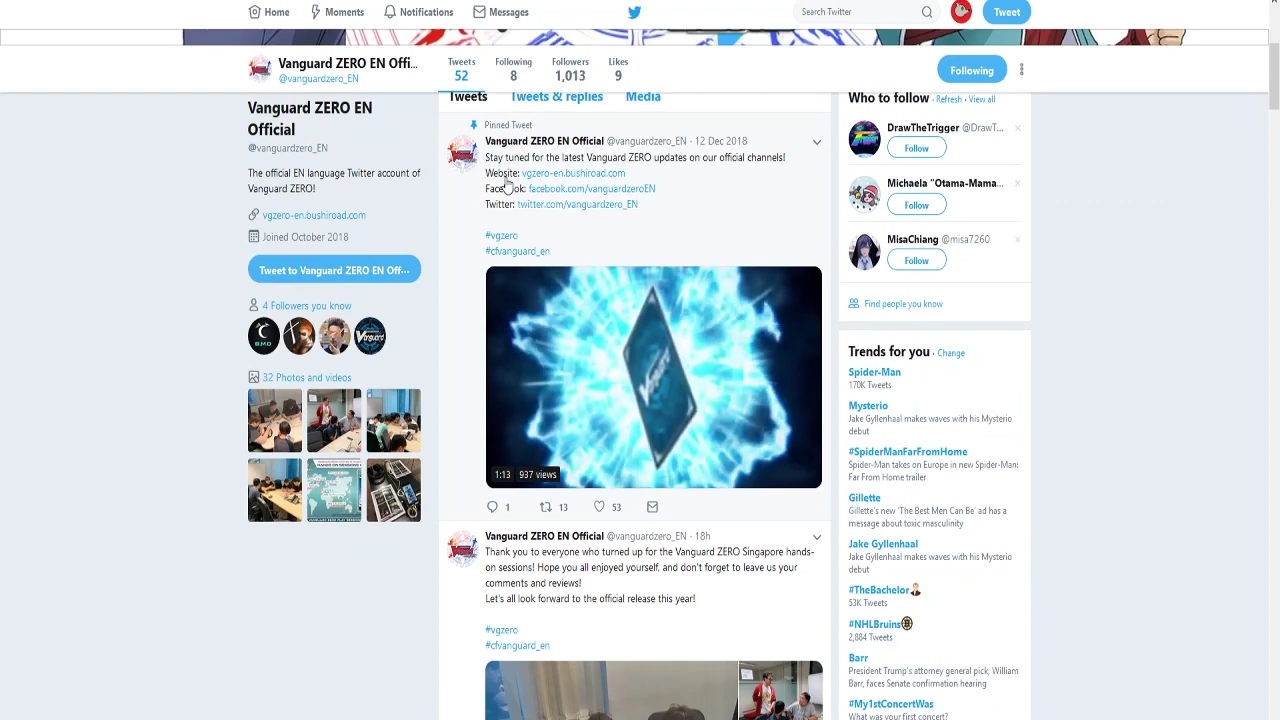 Home
Moments
Notifications
Messages
Search Twitter
Tweet
Vanguard ZERO EN Offi...
@vanguardzero_EN
Tweets
52
Following
8
Followers
1,013
Likes
9
Following
Vanguard ZERO EN
Official
@vanguardzero_EN
The official EN language Twitter account of
Vanguard ZERO!
vgzero-en.bushiroad.com
Joined October 2018
Tweet to Vanguard ZERO EN Off...
4 Followers you know
B.M.D
Vanguard
32 Photos and videos
Tweets
Tweets & replies
Media
Pinned Tweet
Vanguard ZERO EN Official @vanguardzero_EN · 12 Dec 2018
Stay tuned for the latest Vanguard ZERO updates on our official channels!
Website: vgzero-en.bushiroad.com
Facebook: facebook.com/vanguardzeroEN
Twitter: twitter.com/vanguardzero_EN
#vgzero
#cfvanguard_en
1:13
937 views
1
13
53
Vanguard ZERO EN Official @vanguardzero_EN · 18h
Thank you to everyone who turned up for the Vanguard ZERO Singapore hands-
on sessions! Hope you all enjoyed yourself, and don't forget to leave us your
comments and reviews!
Let's all look forward to the official release this year!
#vgzero
#cfvanguard_en
Who to follow · Refresh · View all
DrawTheTrigger @DrawT...
Follow
Michaela "Otama-Mama...
Follow
MisaChiang @misa7260
Follow
Find people you know
Trends for you · Change
Spider-Man
170K Tweets
Mysterio
Jake Gyllenhaal makes waves with his Mysterio
debut
#SpiderManFarFromHome
Spider-Man takes on Europe in new Spider-Man:
Far From Home trailer
Gillette
Gillette's new 'The Best Men Can Be' ad has a
message about toxic masculinity
Jake Gyllenhaal
Jake Gyllenhaal makes waves with his Mysterio
debut
#TheBachelor
53K Tweets
#NHLBruins
2,884 Tweets
Barr
President Trump's attorney general pick, William
Barr, faces Senate confirmation hearing
#My1stConcertWas
What was your first concert?